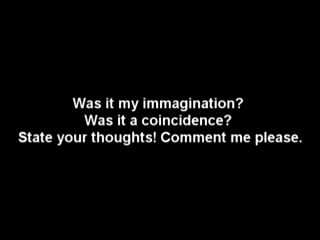 Was it my immagination?
Was it a coincidence?
State your thoughts! Comment me please.